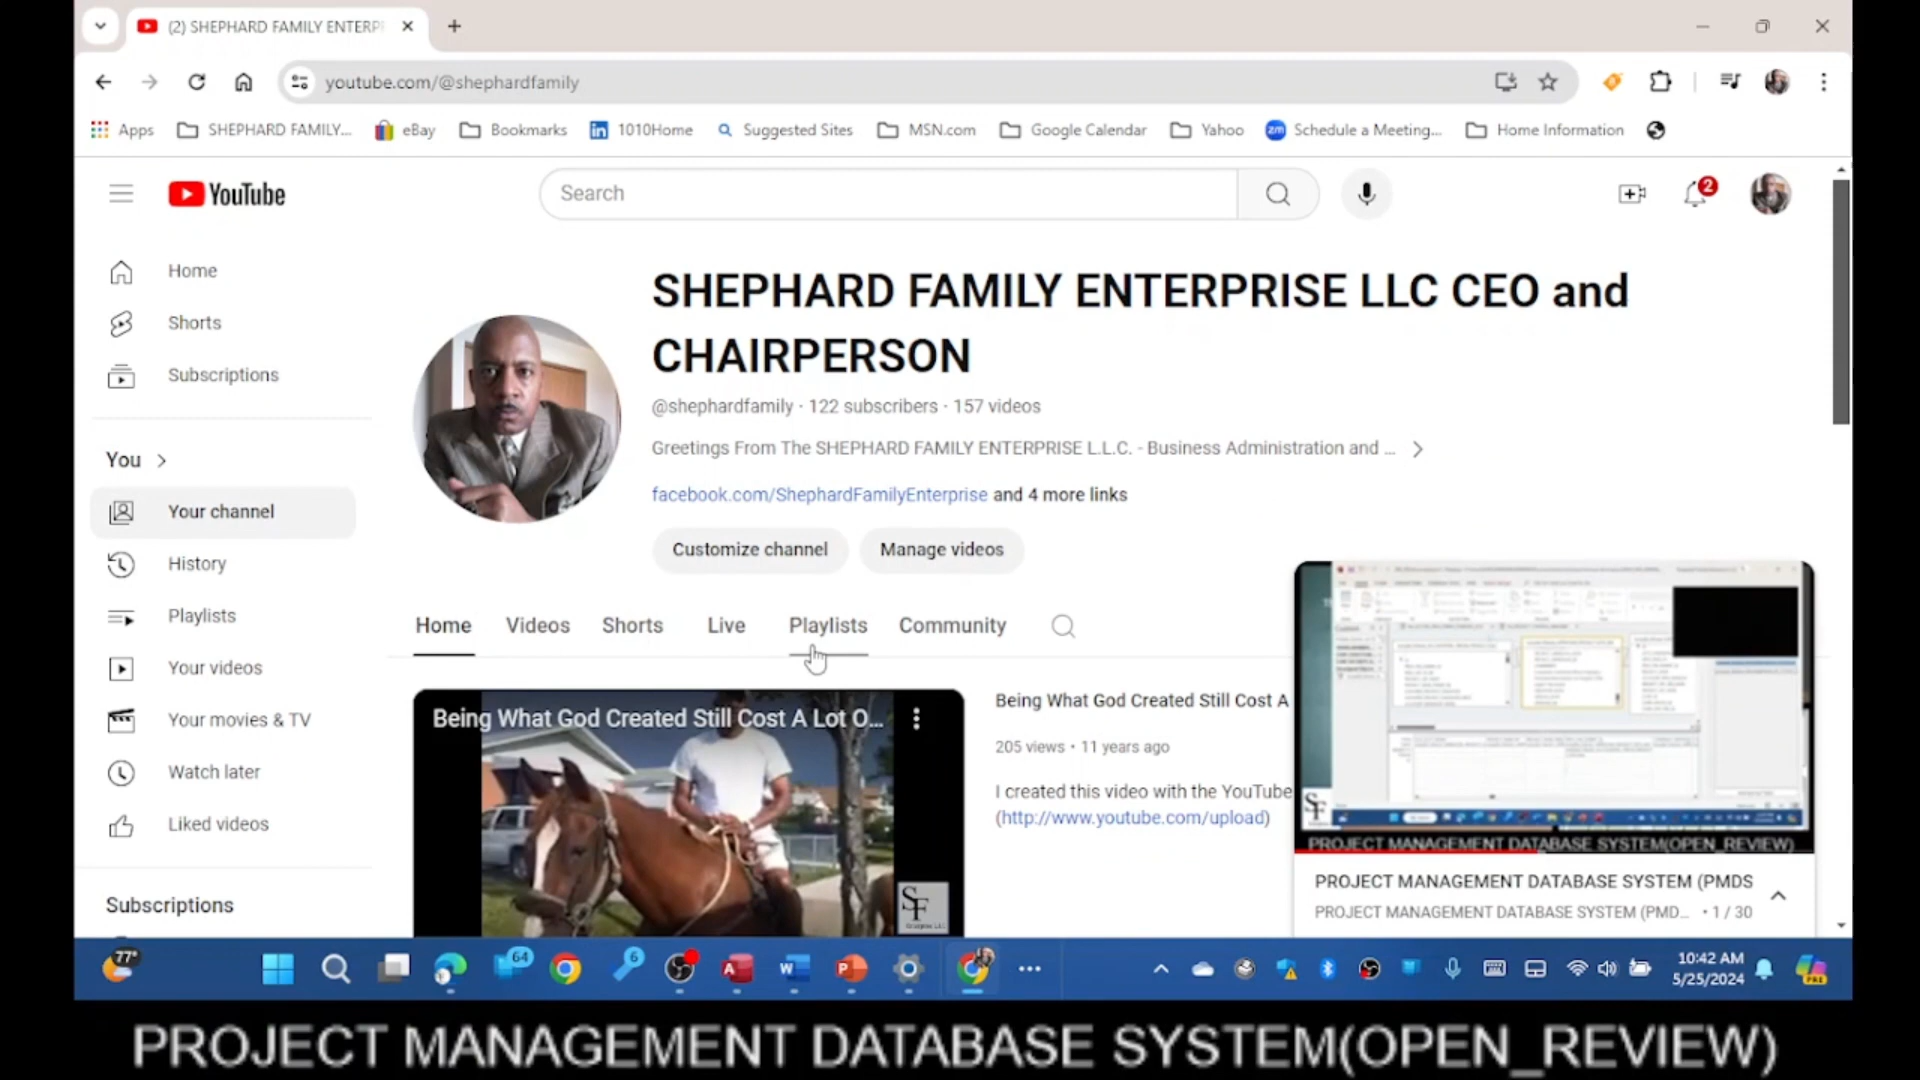 (2) SHEPHARD FAMILY ENTERP
youtube.com/@shephardfamily
Apps SHEPHARD FAMILY... eBay Bookmarks 1010Home Suggested Sites MSN.com Google Calendar Yahoo Schedule a Meeting... Home Information
YouTube
Search
2
Home
Shorts
Subscriptions
You
Your channel
History
Playlists
Your videos
Your movies & TV
Watch later
Liked videos
Subscriptions
SHEPHARD FAMILY ENTERPRISE LLC CEO and
CHAIRPERSON
@shephardfamily · 122 subscribers · 157 videos
Greetings From The SHEPHARD FAMILY ENTERPRISE L.L.C. - Business Administration and ...
facebook.com/ShephardFamilyEnterprise and 4 more links
Customize channel Manage videos
Home Videos Shorts Live Playlists Community
Being What God Created Still Cost A Lot O...
SF
Being What God Created Still Cost A
205 views · 11 years ago
I created this video with the YouTube
(http://www.youtube.com/upload)
SF
PROJECT MANAGEMENT DATABASE SYSTEM(OPEN_REVIEW)
PROJECT MANAGEMENT DATABASE SYSTEM (PMDS
PROJECT MANAGEMENT DATABASE SYSTEM (PMD... · 1 / 30
77°
64
6
10:42 AM
5/25/2024
PRE
PROJECT MANAGEMENT DATABASE SYSTEM(OPEN_REVIEW)